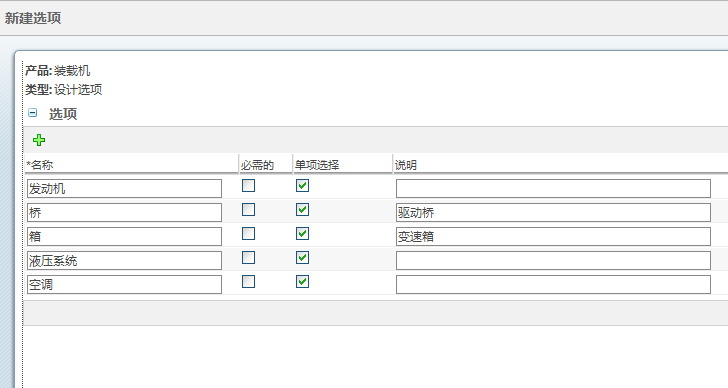 新建选项
产品: 装载机
类型: 设计选项
选项
*名称 必需的 单项选择 说明
发动机
桥 驱动桥
箱 变速箱
液压系统
空调